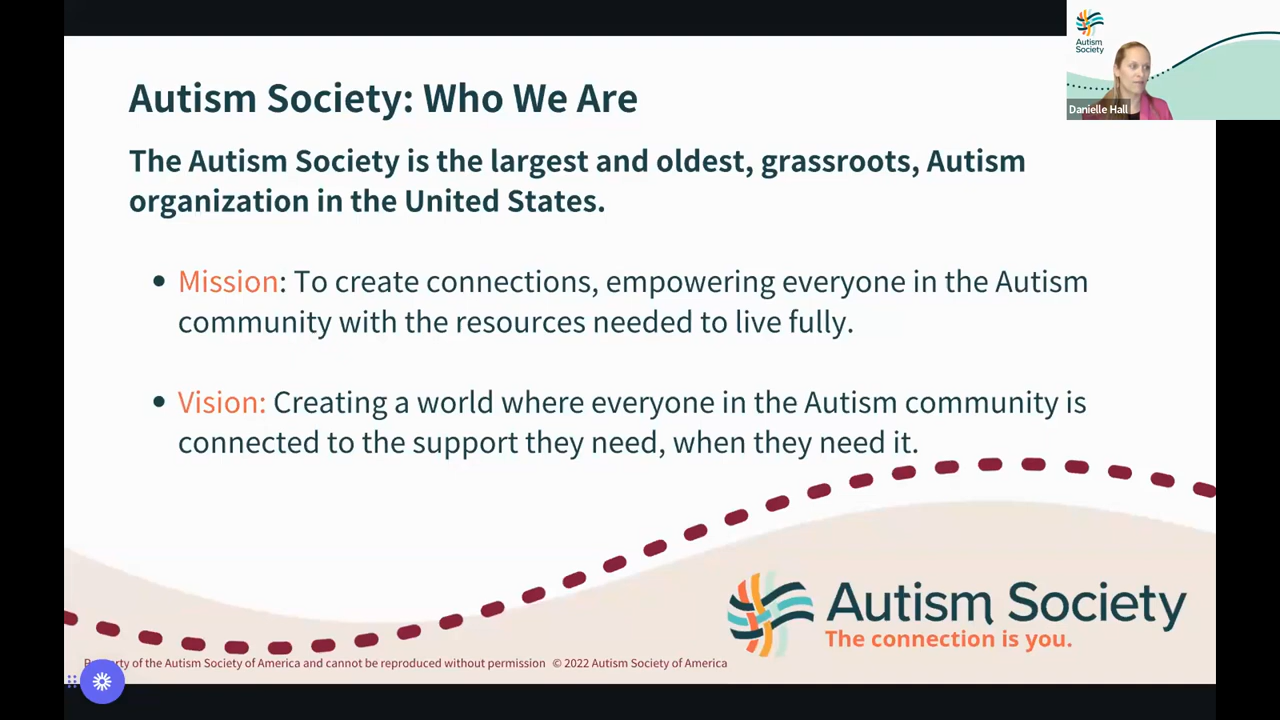 Autism Society: Who We Are
The Autism Society is the largest and oldest, grassroots, Autism
organization in the United States.
• Mission: To create connections, empowering everyone in the Autism
community with the resources needed to live fully.
• Vision: Creating a world where everyone in the Autism community is
connected to the support they need, when they need it.
Autism Society
The connection is you.
of the Autism Society of America and cannot be reproduced without permission © 2022 Autism Society of America
Autism
Society
Danielle Hall